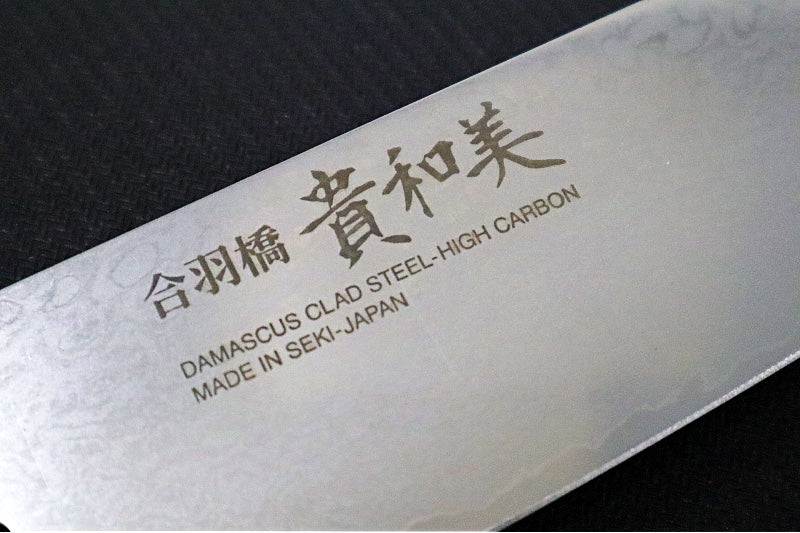 合羽橋 貴和美
DAMASCUS CLAD STEEL-HIGH CARBON
MADE IN SEKI-JAPAN